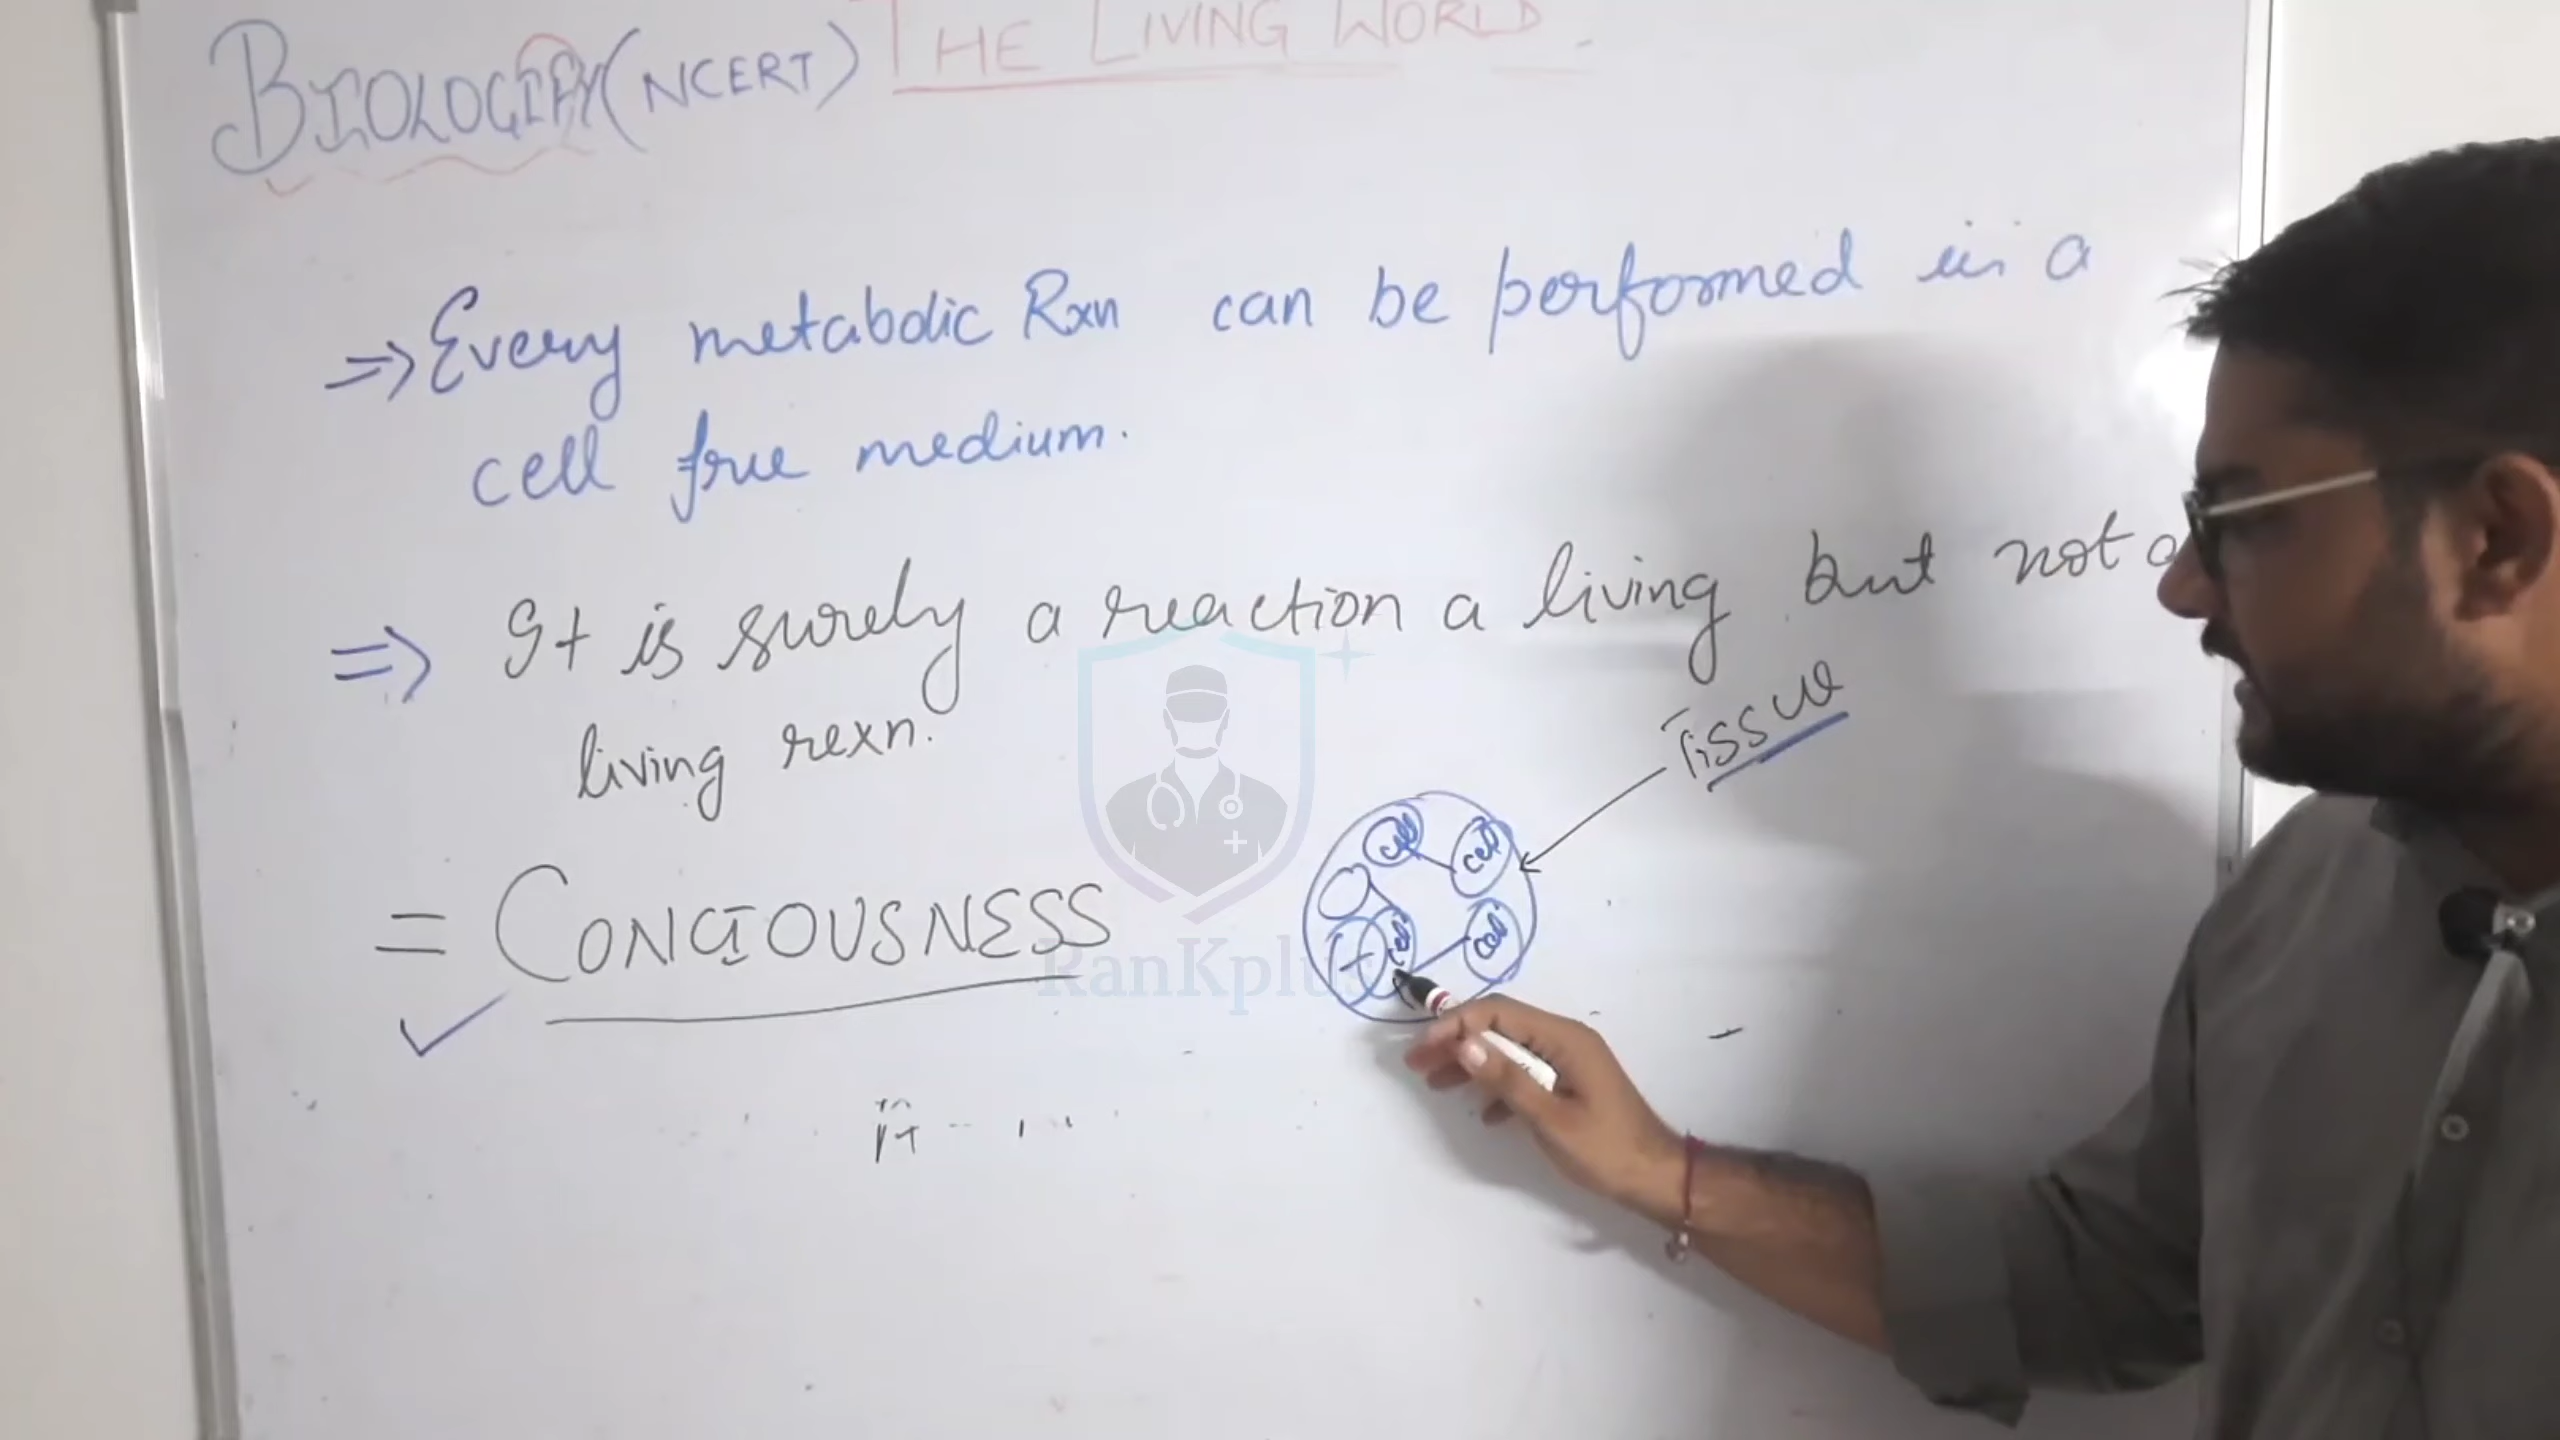 BIOLOGY (NCERT) THE LIVING WORLD
=> Every metabolic Rxn can be performed in a
cell free medium.
=> It is surely a reaction a living but not a
living rexn.
Tissue
cell cell
= CONCIOUSNESS
cell cell
RanKplus